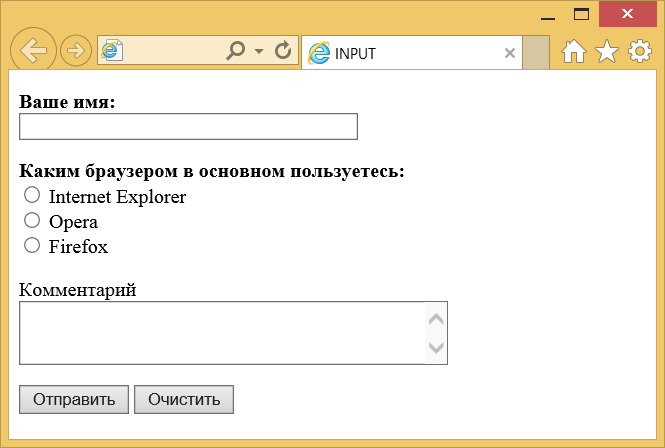 INPUT
Ваше имя:
Каким браузером в основном пользуетесь:
Internet Explorer
Opera
Firefox
Комментарий
Отправить Очистить